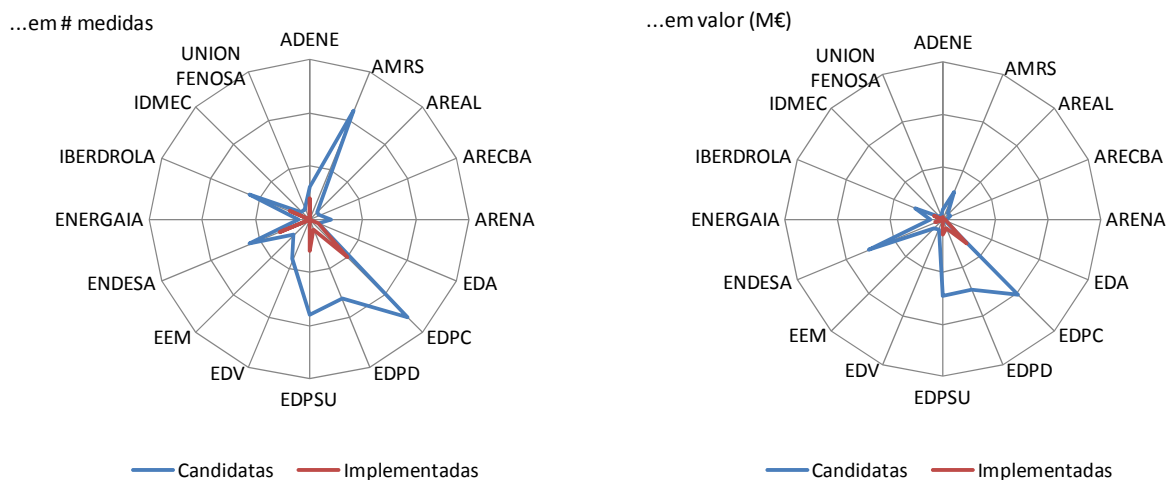 ...em # medidas
ADENE
AMRS
AREAL
ARECBA
ARENA
EDA
EDPC
EDPD
EDPSU
EDV
EEM
ENDESA
ENERGAIA
IBERDROLA
IDMEC
UNION
FENOSA
Candidatas
Implementadas
...em valor (M€)
ADENE
AMRS
AREAL
ARECBA
ARENA
EDA
EDPC
EDPD
EDPSU
EDV
EEM
ENDESA
ENERGAIA
IBERDROLA
IDMEC
UNION
FENOSA
Candidatas
Implementadas